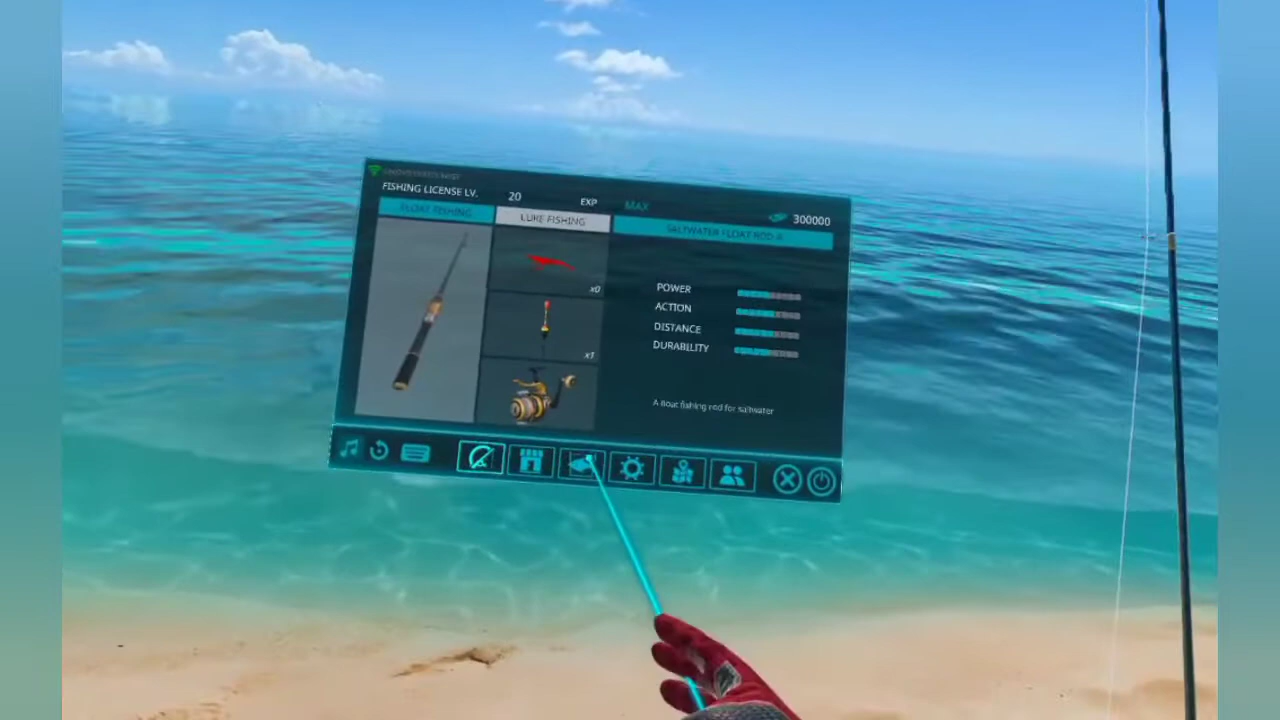 FISHING LICENSE LV. 20 EXP MAX 300000
FLOAT FISHING
LURE FISHING
SALTWATER FLOAT ROD
x0
x1
POWER
ACTION
DISTANCE
DURABILITY
A float fishing rod for saltwater